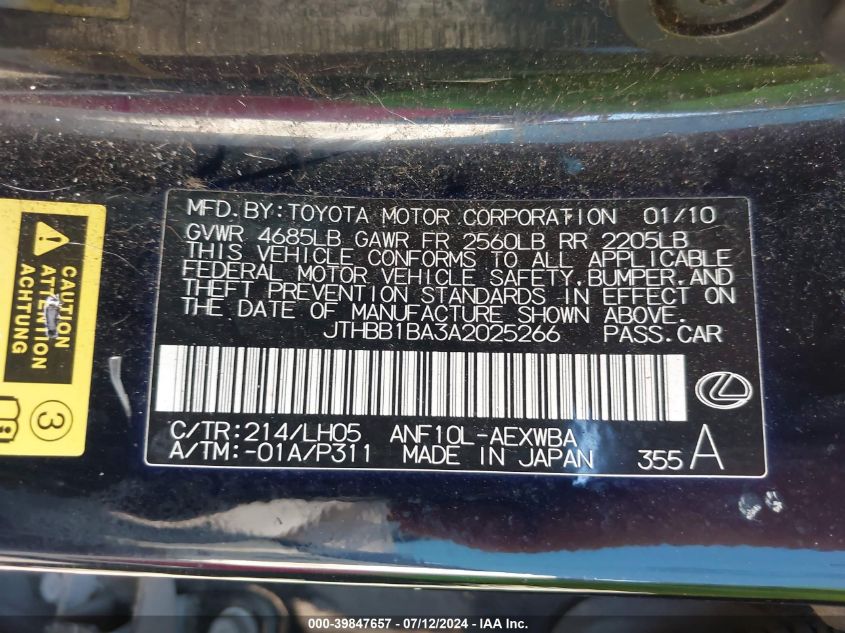 MFD. BY: TOYOTA MOTOR CORPORATION 01/10
GVWR 4685LB GAWR FR 2560LB RR 2205LB
THIS VEHICLE CONFORMS TO ALL APPLICABLE
FEDERAL MOTOR VEHICLE SAFETY, BUMPER, AND
THEFT PREVENTION STANDARDS IN EFFECT ON
THE DATE OF MANUFACTURE SHOWN ABOVE.
JTHBB1BA3A2025266 PASS.CAR
C/TR:214/LH05 ANF10L-AEXWBA
A/TM:-01A/P311 MADE IN JAPAN 355 A
CAUTION
ATTENTION
ACHTUNG
3
000-39847657 / 07/12/2024 - © IAA Inc.